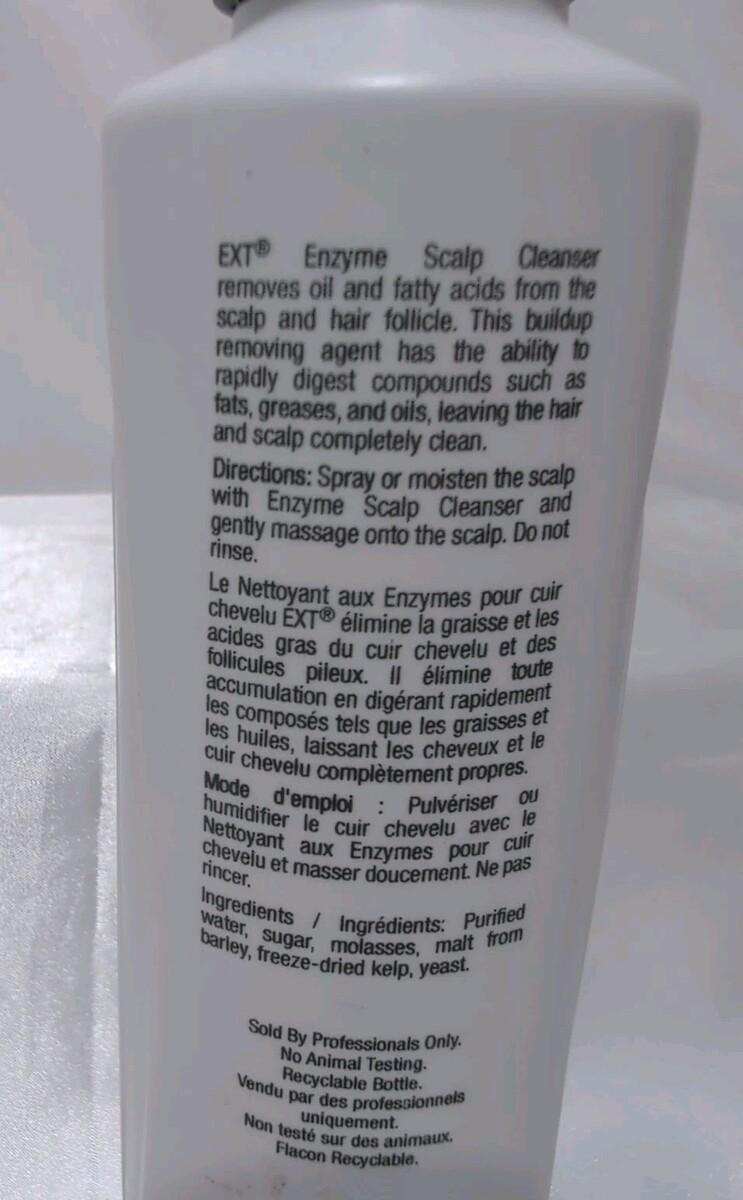 EXT® Enzyme Scalp Cleanser
removes oil and fatty acids from the
scalp and hair follicle. This buildup
removing agent has the ability to
rapidly digest compounds such as
fats, greases, and oils, leaving the hair
and scalp completely clean.
Directions: Spray or moisten the scalp
with Enzyme Scalp Cleanser and
gently massage onto the scalp. Do not
rinse.
Le Nettoyant aux Enzymes pour cuir
chevelu EXT® élimine la graisse et les
acides gras du cuir chevelu et des
follicules pileux. Il élimine toute
accumulation en digérant rapidement
les composés tels que les graisses et
les huiles, laissant les cheveux et le
cuir chevelu complètement propres.
Mode d'emploi : Pulvériser ou
humidifier le cuir chevelu avec le
Nettoyant aux Enzymes pour cuir
chevelu et masser doucement. Ne pas
rincer.
Ingredients / Ingrédients: Purified
water, sugar, molasses, malt from
barley, freeze-dried kelp, yeast.
Sold By Professionals Only.
No Animal Testing.
Recyclable Bottle.
Vendu par des professionnels
uniquement.
Non testé sur des animaux.
Flacon Recyclable.